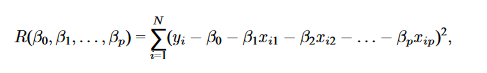 R(β₀, β₁, . . . , βₚ) = ∑ᵢ₌₁ᴺ (yᵢ − β₀ − β₁xᵢ₁ − β₂xᵢ₂ − . . . − βₚxᵢₚ)²,